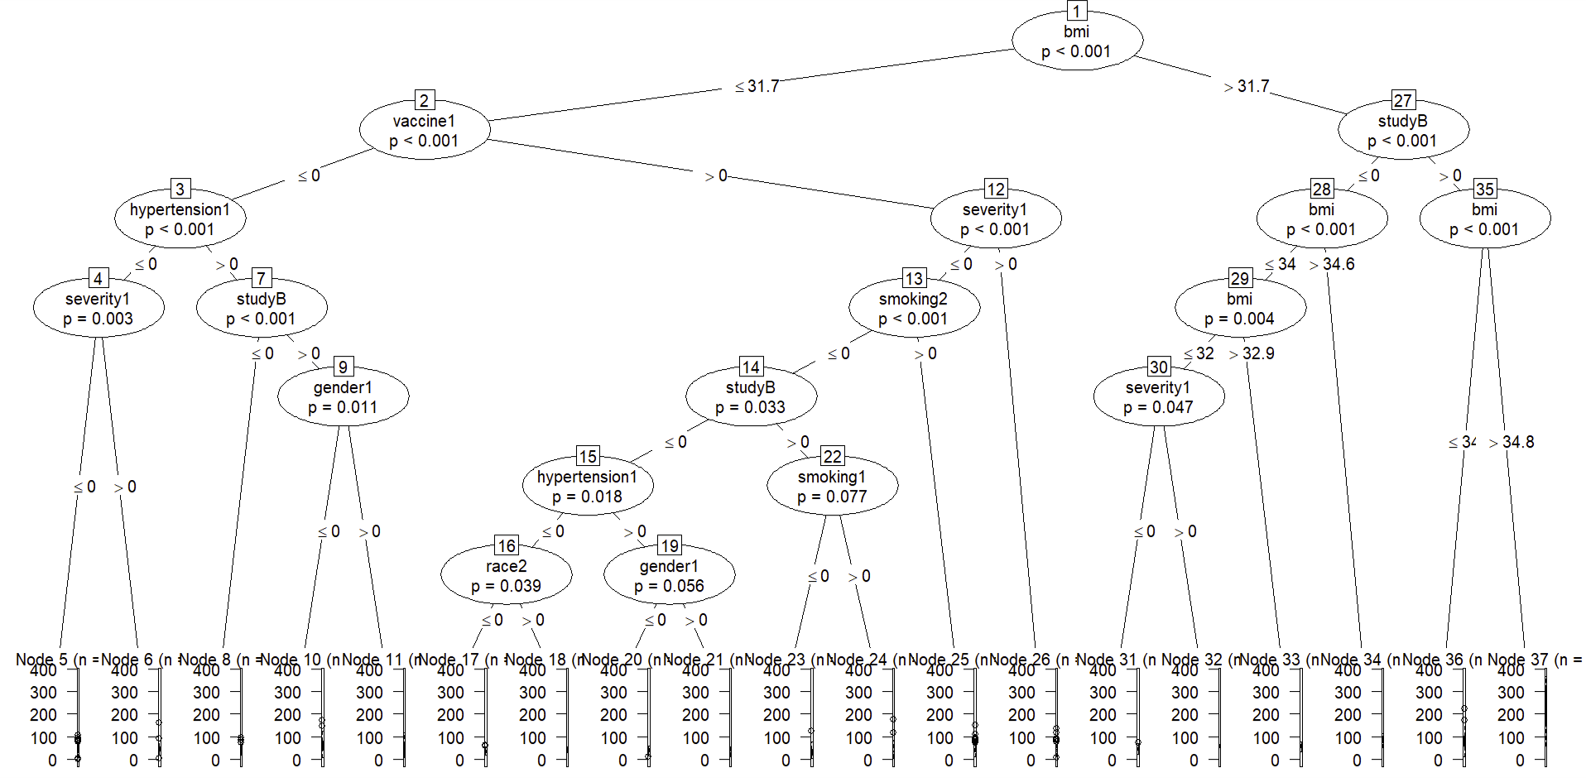 1
bmi
p < 0.001
≤ 31.7
> 31.7
2
vaccine1
p < 0.001
27
studyB
p < 0.001
≤ 0
> 0
≤ 0
> 0
3
hypertension1
p < 0.001
12
severity1
p < 0.001
28
bmi
p < 0.001
35
bmi
p < 0.001
≤ 0
> 0
≤ 0
> 0
≤ 34
> 34.6
4
severity1
p = 0.003
7
studyB
p < 0.001
13
smoking2
p < 0.001
29
bmi
p = 0.004
≤ 0
> 0
≤ 0
> 0
≤ 32
> 32.9
9
gender1
p = 0.011
14
studyB
p = 0.033
30
severity1
p = 0.047
≤ 0
> 0
≤ 34
> 34.8
15
hypertension1
p = 0.018
22
smoking1
p = 0.077
≤ 0
> 0
≤ 0
> 0
≤ 0
> 0
≤ 0
> 0
16
race2
p = 0.039
19
gender1
p = 0.056
≤ 0
> 0
≤ 0
> 0
≤ 0
> 0
Node 5 (n = Node 6 (n Node 8 (n = Node 10 (n Node 11 (n Node 17 (n Node 18 (n Node 20 (n Node 21 (n Node 23 (n Node 24 (n Node 25 (n Node 26 (n Node 31 (n Node 32 (n Node 33 (n Node 34 (n Node 36 (n Node 37 (n =
400 400 400 400 400 400 400 400 400 400 400 400 400 400 400 400 400 400 400
300 300 300 300 300 300 300 300 300 300 300 300 300 300 300 300 300 300 300
200 200 200 200 200 200 200 200 200 200 200 200 200 200 200 200 200 200 200
100 100 100 100 100 100 100 100 100 100 100 100 100 100 100 100 100 100 100
0 0 0 0 0 0 0 0 0 0 0 0 0 0 0 0 0 0 0